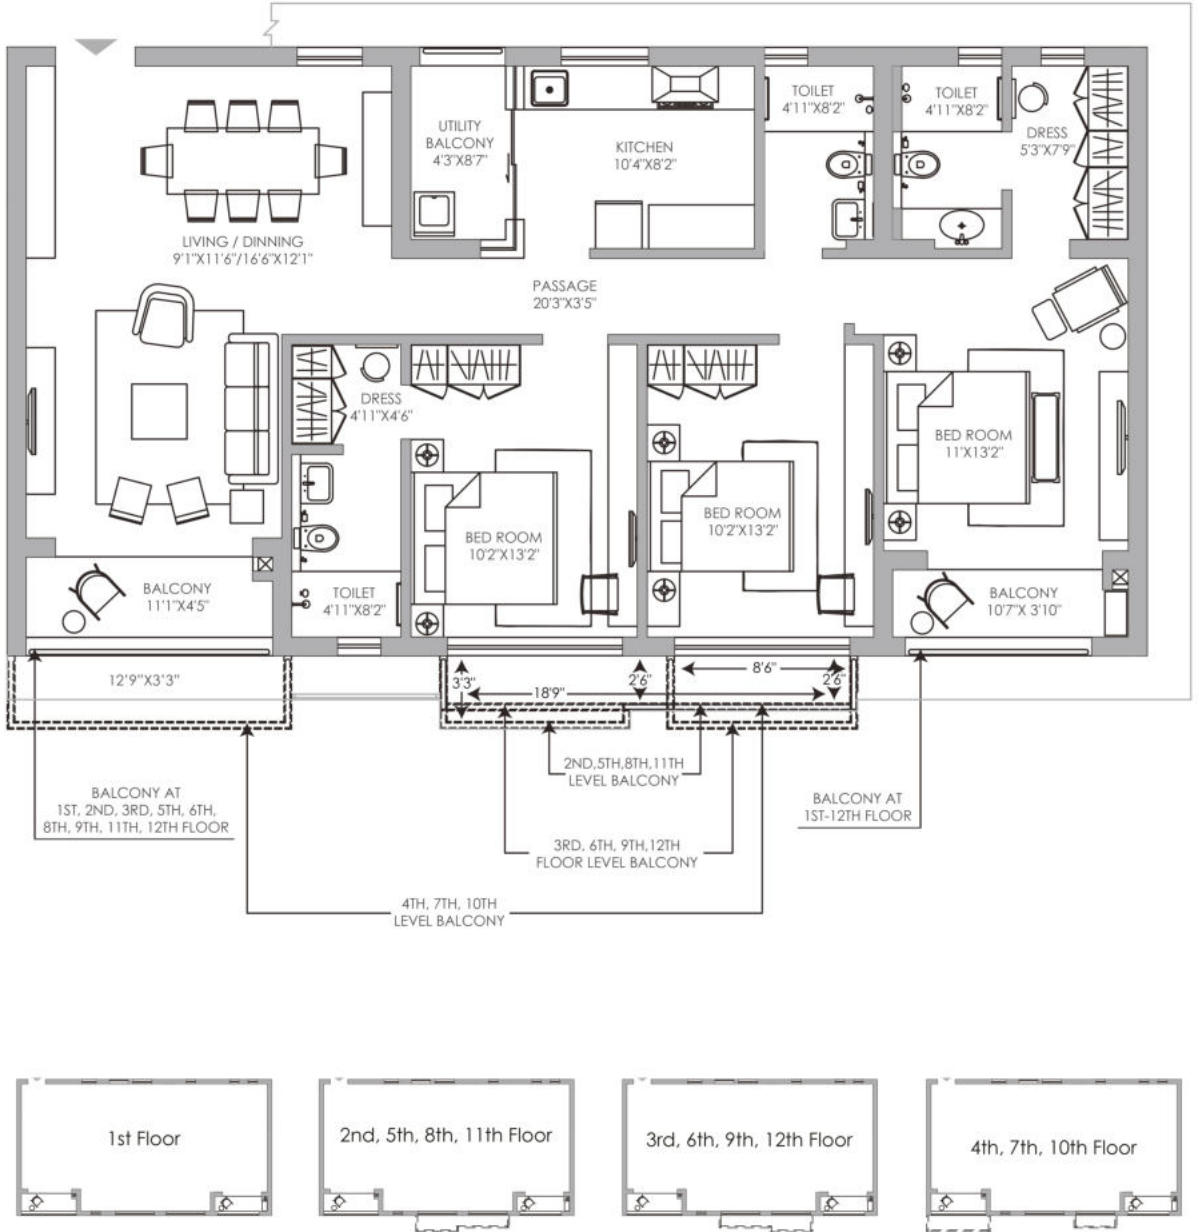 TOILET
4'11"X8'2"
TOILET
4'11"X8'2"
UTILITY
BALCONY
4'3"X8'7"
KITCHEN
10'4"X8'2"
DRESS
5'3"X7'9"
LIVING / DINNING
9'1"X11'6"/16'6"X12'1"
PASSAGE
20'3"X3'5"
DRESS
4'11"X4'6"
BED ROOM
11'X13'2"
BED ROOM
10'2"X13'2"
BED ROOM
10'2"X13'2"
BALCONY
11'1"X4'5"
TOILET
4'11"X8'2"
BALCONY
10'7"X 3'10"
12'9"X3'3"
3'3"
18'9"
2'6"
8'6"
2'6"
2ND,5TH,8TH,11TH
LEVEL BALCONY
BALCONY AT
1ST, 2ND, 3RD, 5TH, 6TH,
8TH, 9TH, 11TH, 12TH FLOOR
BALCONY AT
1ST-12TH FLOOR
3RD, 6TH, 9TH,12TH
FLOOR LEVEL BALCONY
4TH, 7TH, 10TH
LEVEL BALCONY
1st Floor
2nd, 5th, 8th, 11th Floor
3rd, 6th, 9th, 12th Floor
4th, 7th, 10th Floor